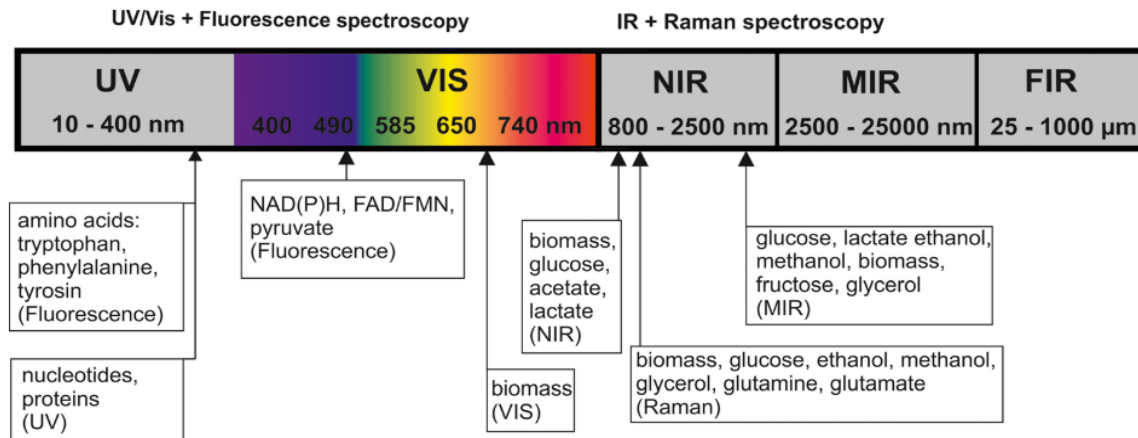 UV/Vis + Fluorescence spectroscopy
IR + Raman spectroscopy
UV
VIS
NIR
MIR
FIR
10 - 400 nm
400 490 585 650 740 nm
800 - 2500 nm
2500 - 25000 nm
25 - 1000 µm
amino acids:
tryptophan,
phenylalanine,
tyrosin
(Fluorescence)
nucleotides,
proteins
(UV)
NAD(P)H, FAD/FMN,
pyruvate
(Fluorescence)
biomass
(VIS)
biomass,
glucose,
acetate,
lactate
(NIR)
biomass, glucose, ethanol, methanol,
glycerol, glutamine, glutamate
(Raman)
glucose, lactate ethanol,
methanol, biomass,
fructose, glycerol
(MIR)